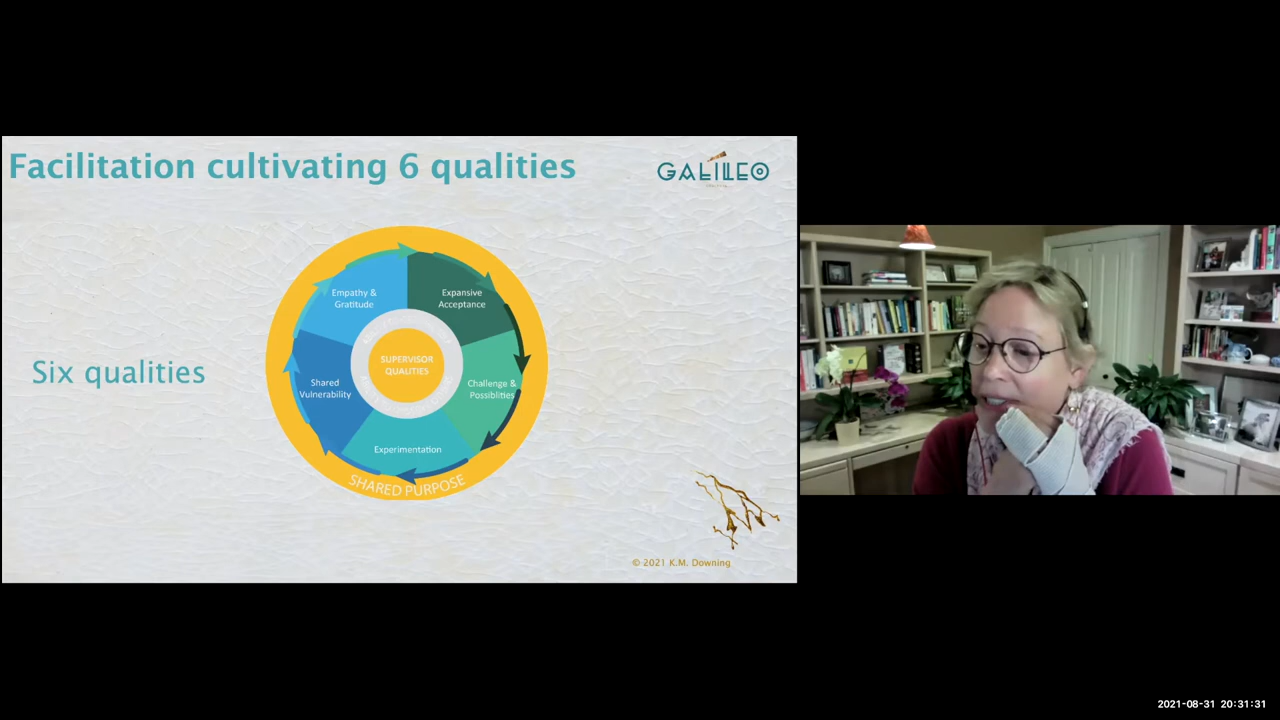 Facilitation cultivating 6 qualities
GALILEO
Six qualities
Empathy &
Gratitude
Expansive
Acceptance
Shared
Vulnerability
SUPERVISOR
QUALITIES
Challenge &
Possiblities
Experimentation
SHARED PURPOSE
© 2021 K.M. Downing
2021-08-31 20:31:31